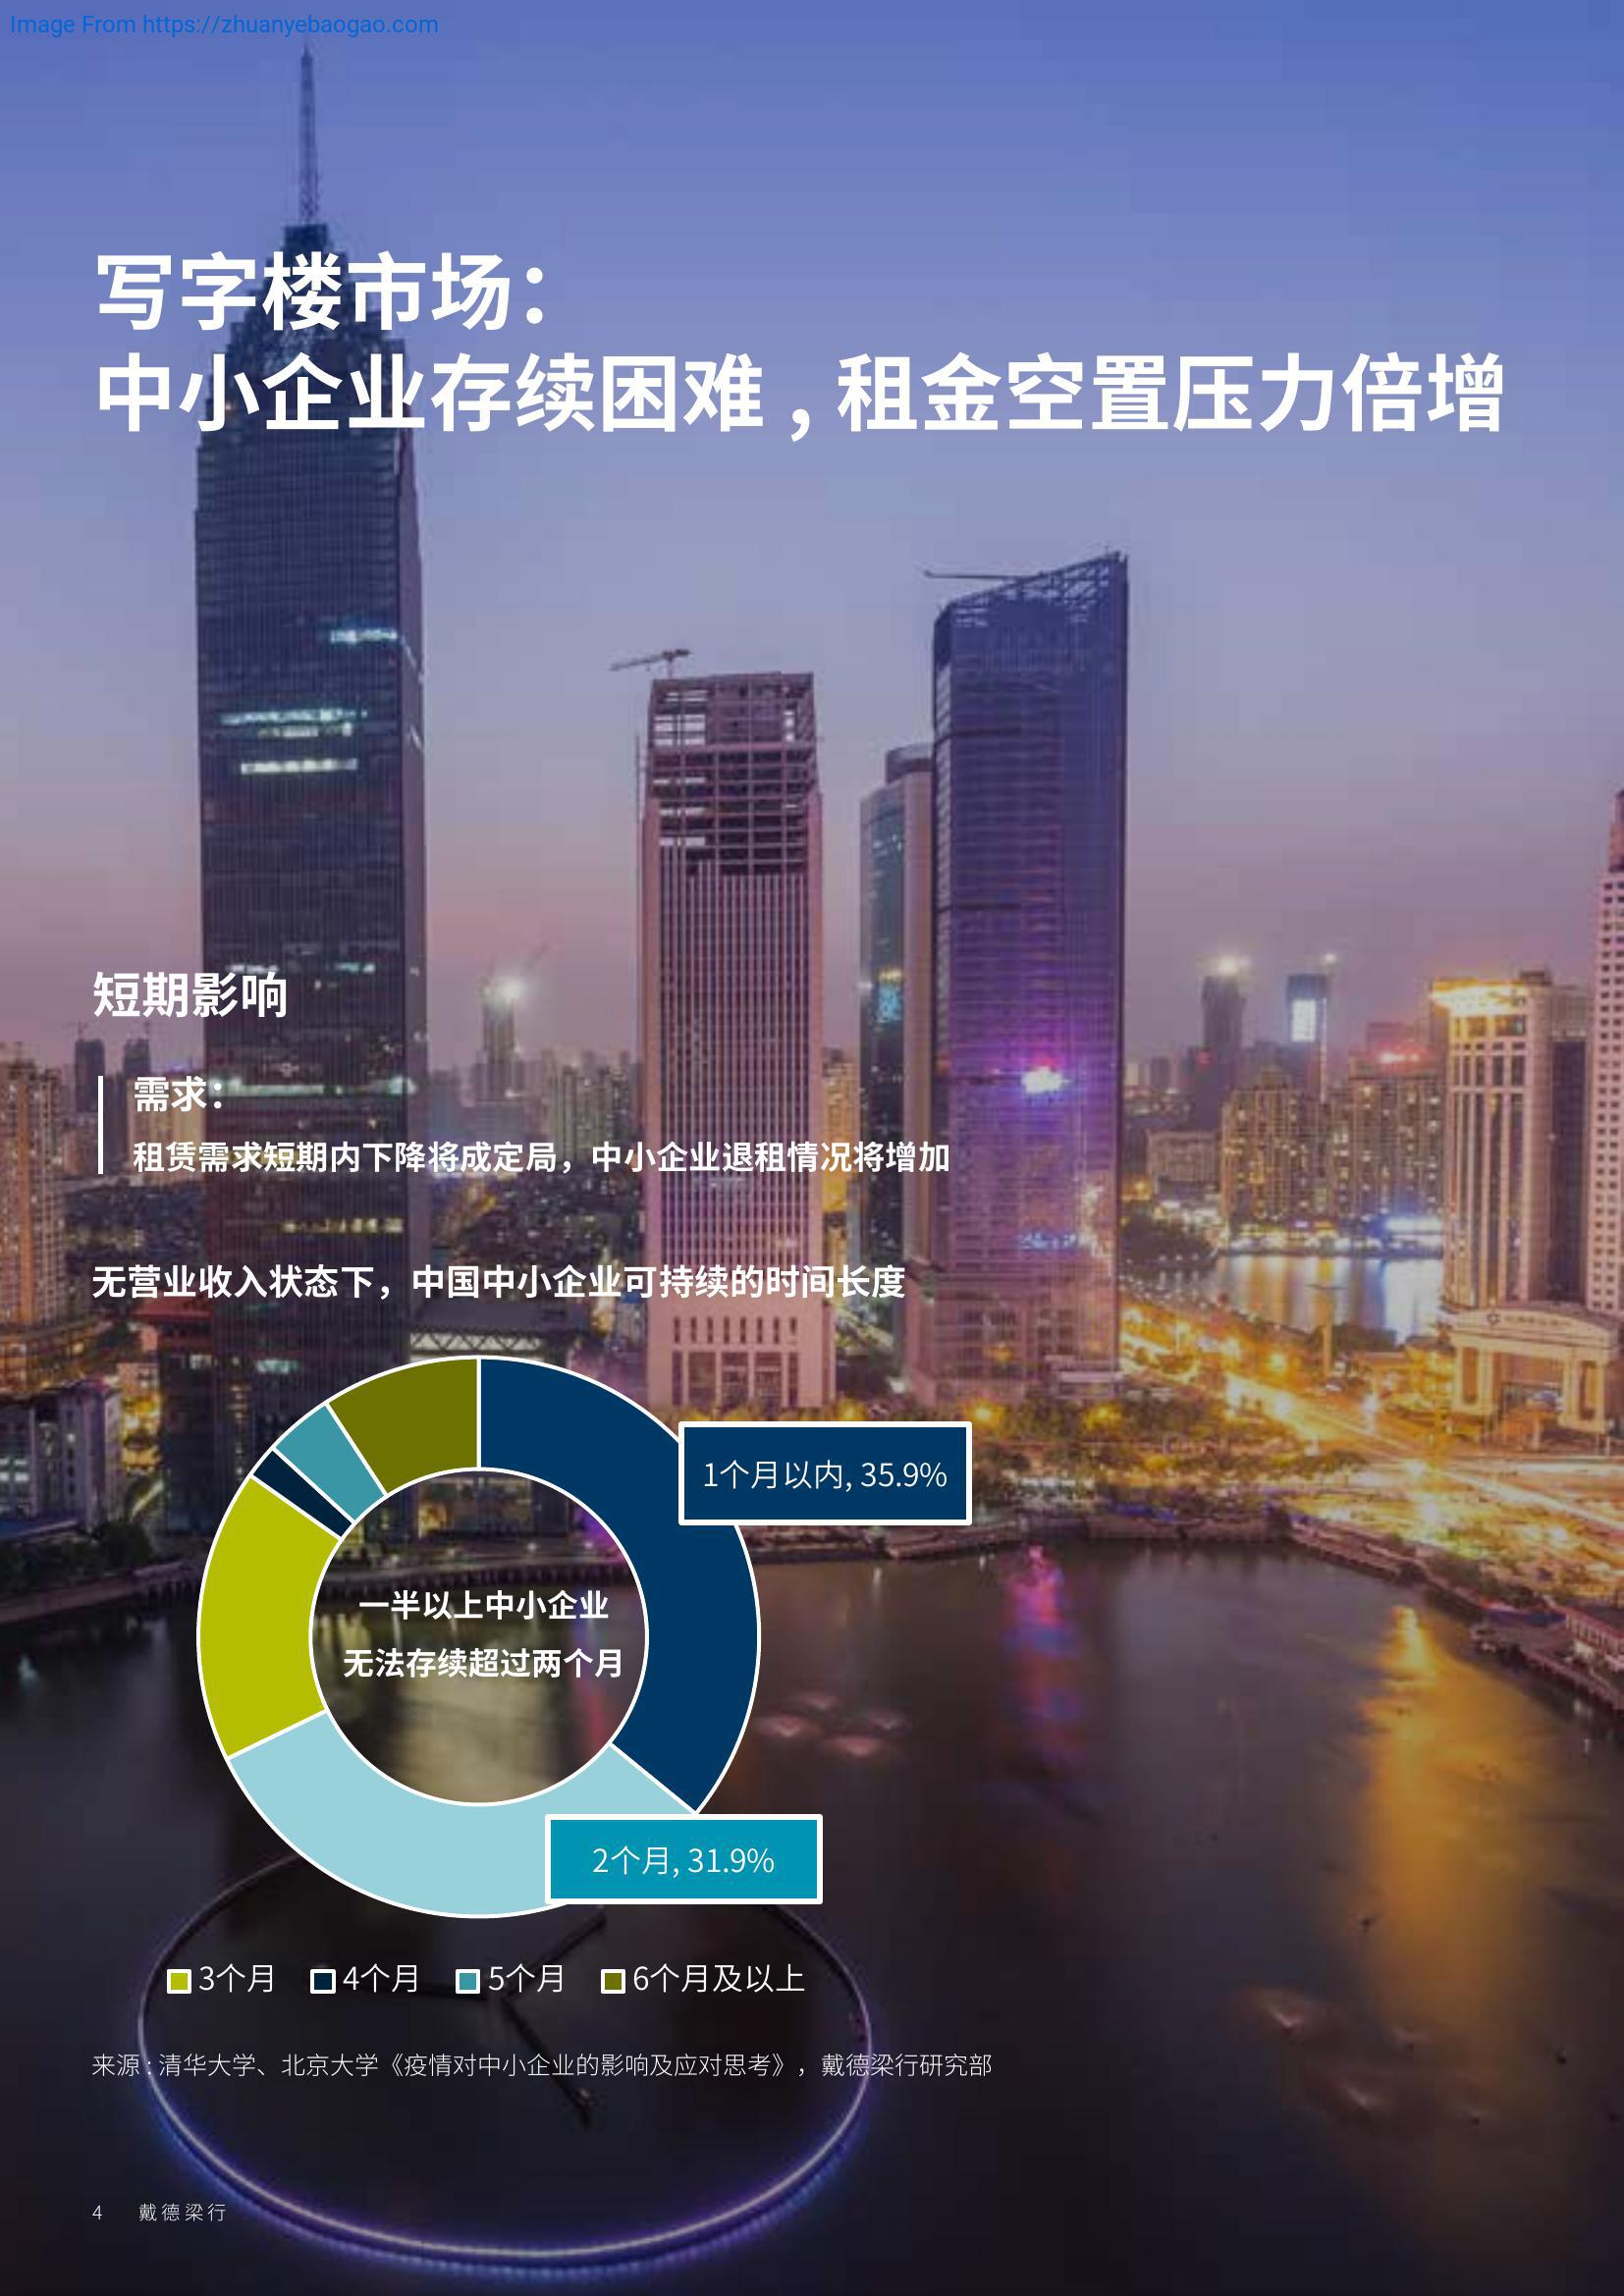 Image From https://zhuanyebaogao.com
写字楼市场：
中小企业存续困难，租金空置压力倍增
短期影响
需求：
租赁需求短期内下降将成定局，中小企业退租情况将增加
无营业收入状态下，中国中小企业可持续的时间长度
1个月以内, 35.9%
一半以上中小企业
无法存续超过两个月
2个月, 31.9%
3个月 4个月 5个月 6个月及以上
来源：清华大学、北京大学《疫情对中小企业的影响及应对思考》，戴德梁行研究部
4 戴德梁行